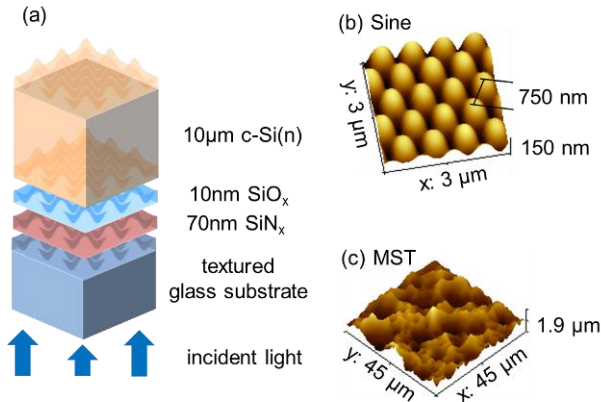 (a)
10μm c-Si(n)
10nm SiOx
70nm SiNx
textured
glass substrate
incident light
(b) Sine
y: 3 μm
x: 3 μm
750 nm
150 nm
(c) MST
y: 45 μm
x: 45 μm
1.9 μm